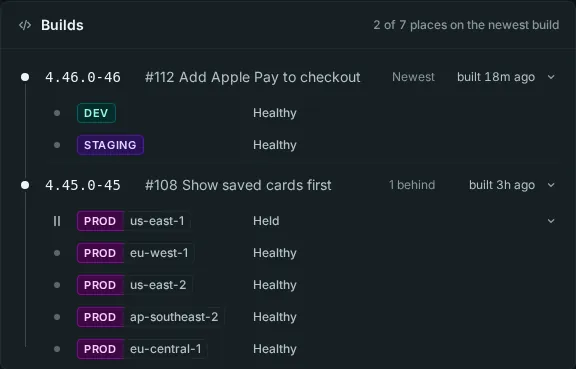 Builds 2 of 7 places on the newest build
4.46.0-46 #112 Add Apple Pay to checkout Newest built 18m ago
DEV Healthy
STAGING Healthy
4.45.0-45 #108 Show saved cards first 1 behind built 3h ago
PROD us-east-1 Held
PROD eu-west-1 Healthy
PROD us-east-2 Healthy
PROD ap-southeast-2 Healthy
PROD eu-central-1 Healthy